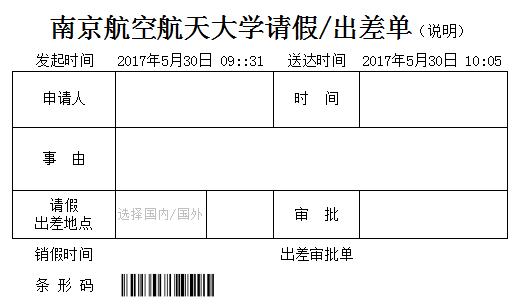 南京航空航天大学请假/出差单（说明）
发起时间 2017年5月30日 09::31 送达时间 2017年5月30日 10:05
申请人 时 间
事 由
请假
出差地点 选择国内/国外 审 批
销假时间 出差审批单
条 形 码